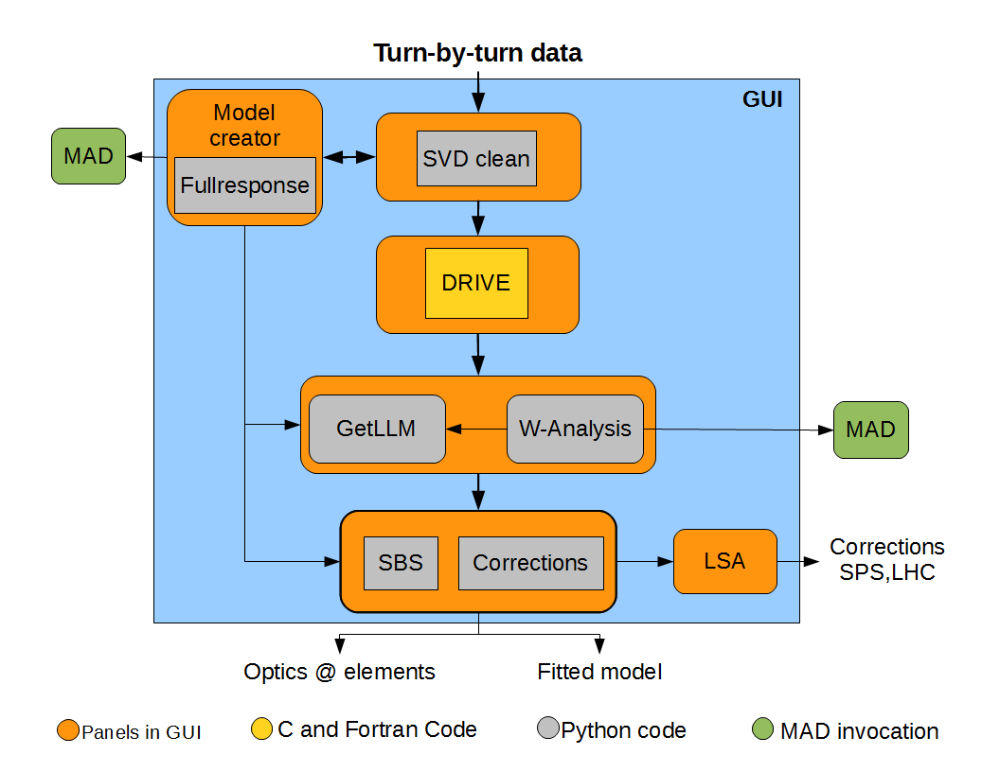 Turn-by-turn data
GUI
Model
creator
MAD
SVD clean
Fullresponse
DRIVE
GetLLM
W-Analysis
MAD
SBS
Corrections
LSA
Corrections
SPS,LHC
Optics @ elements
Fitted model
Panels in GUI
C and Fortran Code
Python code
MAD invocation